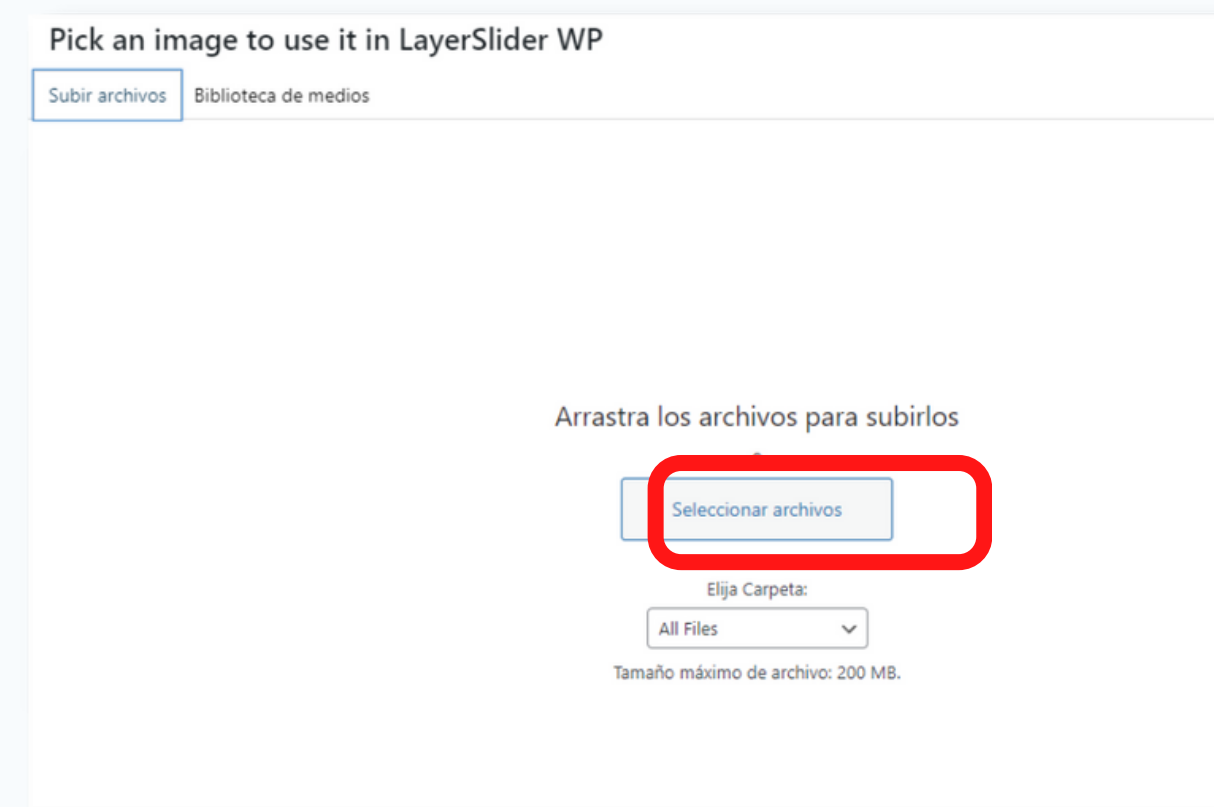 Pick an image to use it in LayerSlider WP
Subir archivos Biblioteca de medios
Arrastra los archivos para subirlos
Seleccionar archivos
Elija Carpeta:
All Files
Tamaño máximo de archivo: 200 MB.